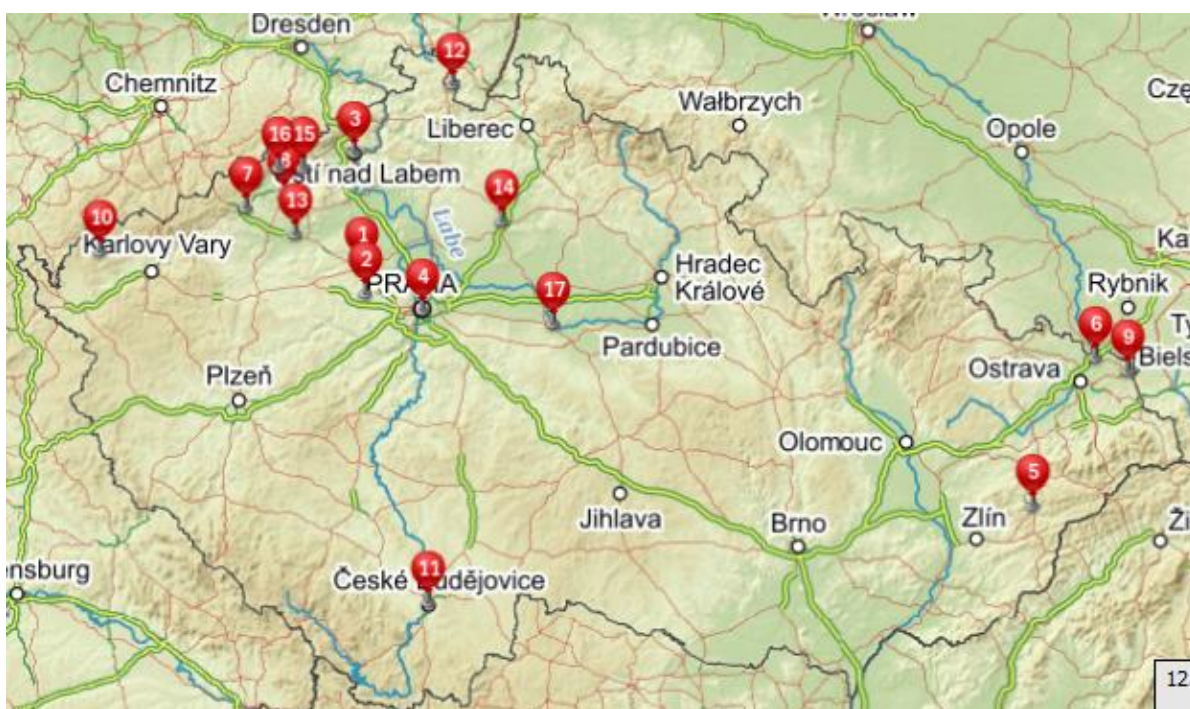 Dresden
12
Chemnitz
Wałbrzych
Liberec
Opole
3
16
15
8
stí nad Labem
7
13
14
10
Karlovy Vary
Labe
1
2
4
17
Hradec
Králové
Pardubice
Rybnik
6
9
Ostrava
Plzeň
Olomouc
5
Jihlava
Brno
Zlín
11
České Budějovice
12